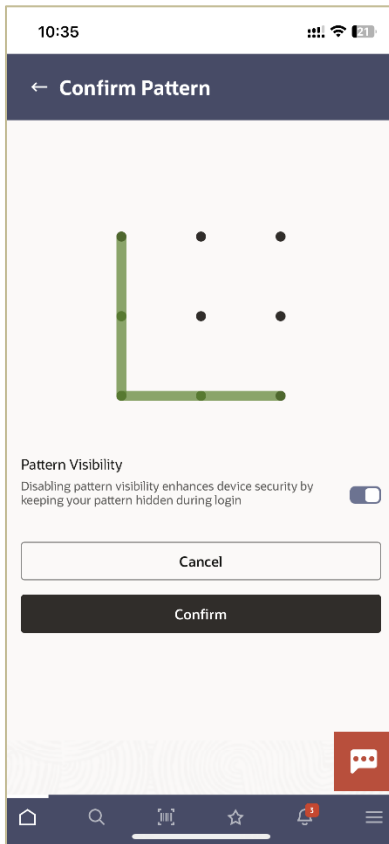 10:35
21
Confirm Pattern
Pattern Visibility
Disabling pattern visibility enhances device security by
keeping your pattern hidden during login
Cancel
Confirm
3